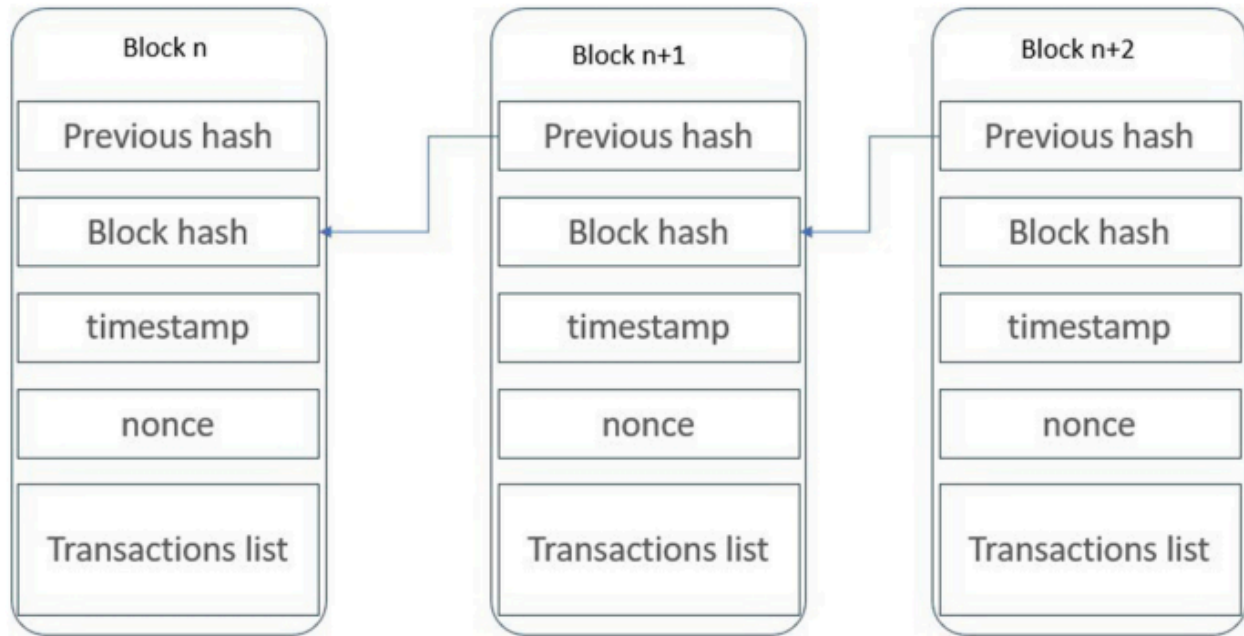 Block n
Previous hash
Block hash
timestamp
nonce
Transactions list
Block n+1
Previous hash
Block hash
timestamp
nonce
Transactions list
Block n+2
Previous hash
Block hash
timestamp
nonce
Transactions list